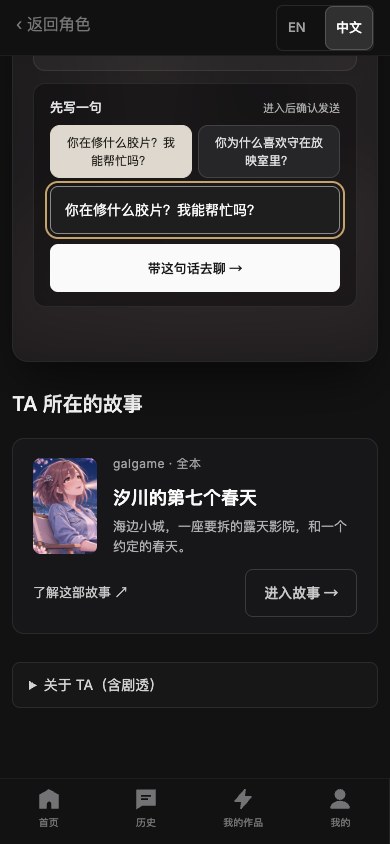 ‹ 返回角色
EN
中文
先写一句
进入后确认发送
你在修什么胶片？我
能帮忙吗？
你为什么喜欢守在放
映室里？
你在修什么胶片？我能帮忙吗？
带这句话去聊 →
TA 所在的故事
galgame · 全本
汐川的第七个春天
海边小城，一座要拆的露天影院，和一个
约定的春天。
了解这部故事 ↗
进入故事 →
▶ 关于 TA（含剧透）
首页
历史
我的作品
我的